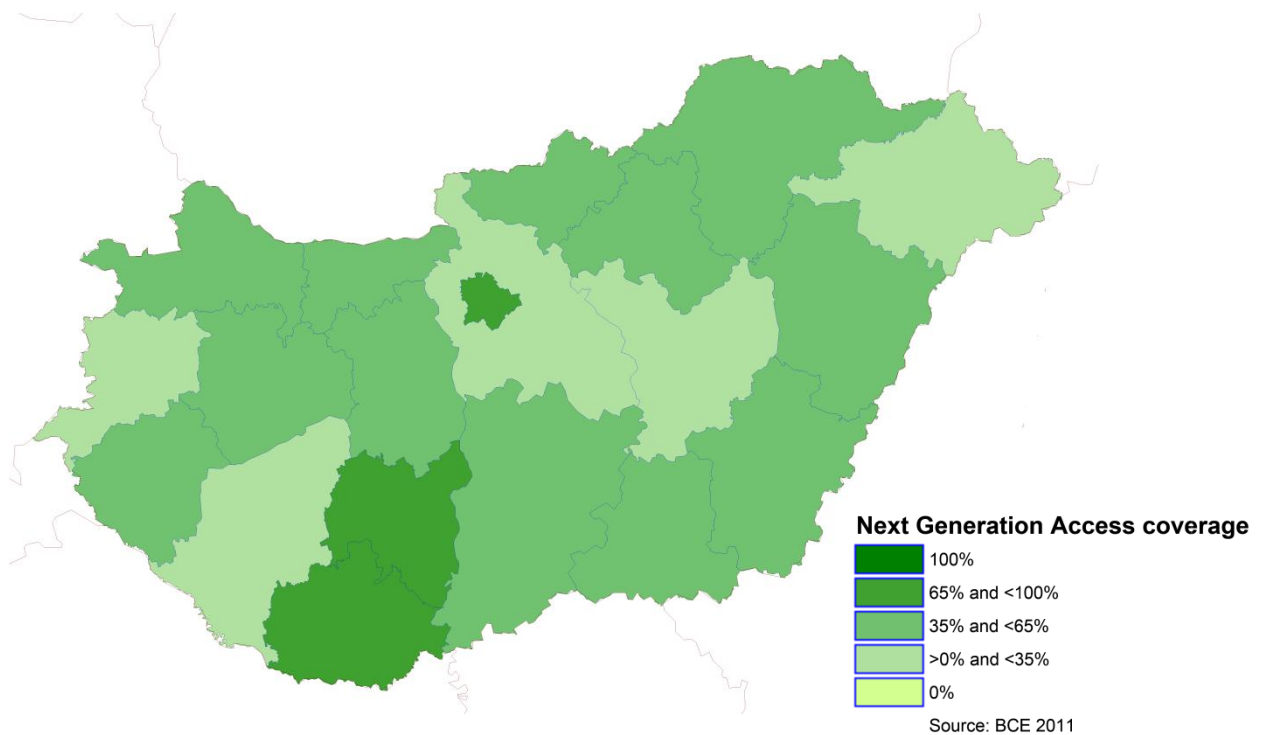 Next Generation Access coverage
100%
65% and <100%
35% and <65%
>0% and <35%
0%
Source: BCE 2011